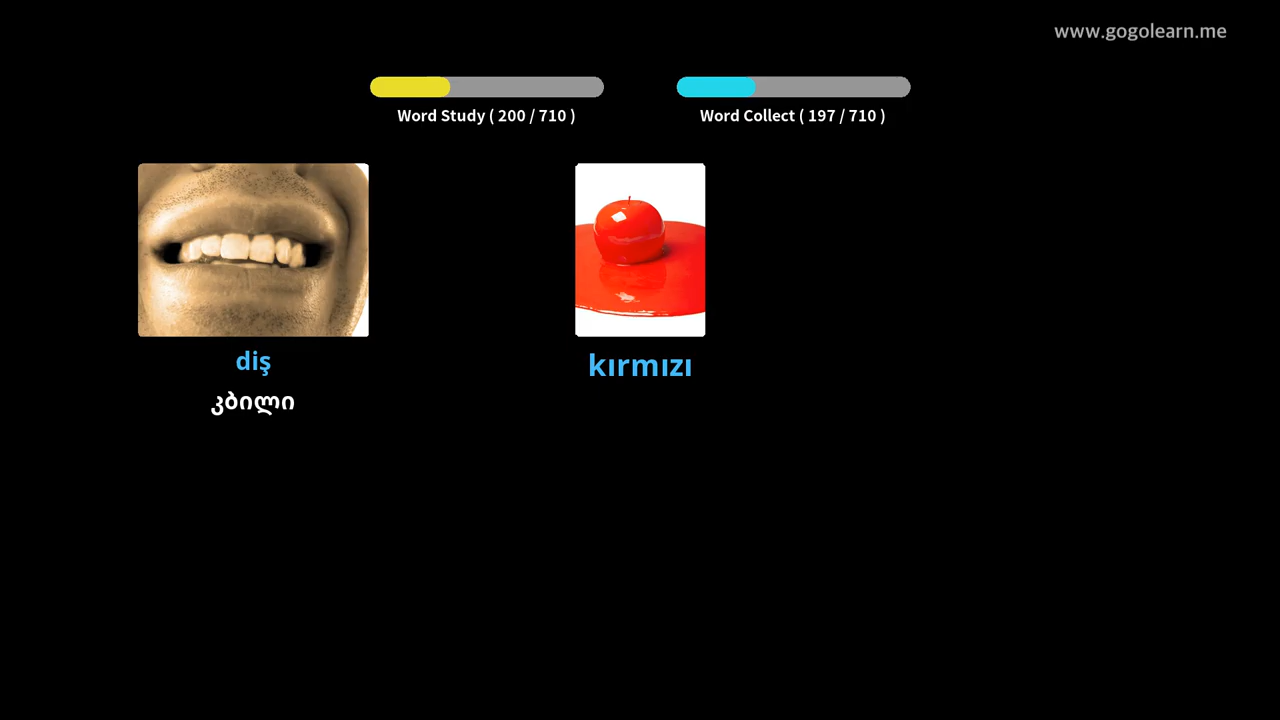 www.gogolearn.me
Word Study ( 200 / 710 )
Word Collect ( 197 / 710 )
diş
კბილი
kırmızı